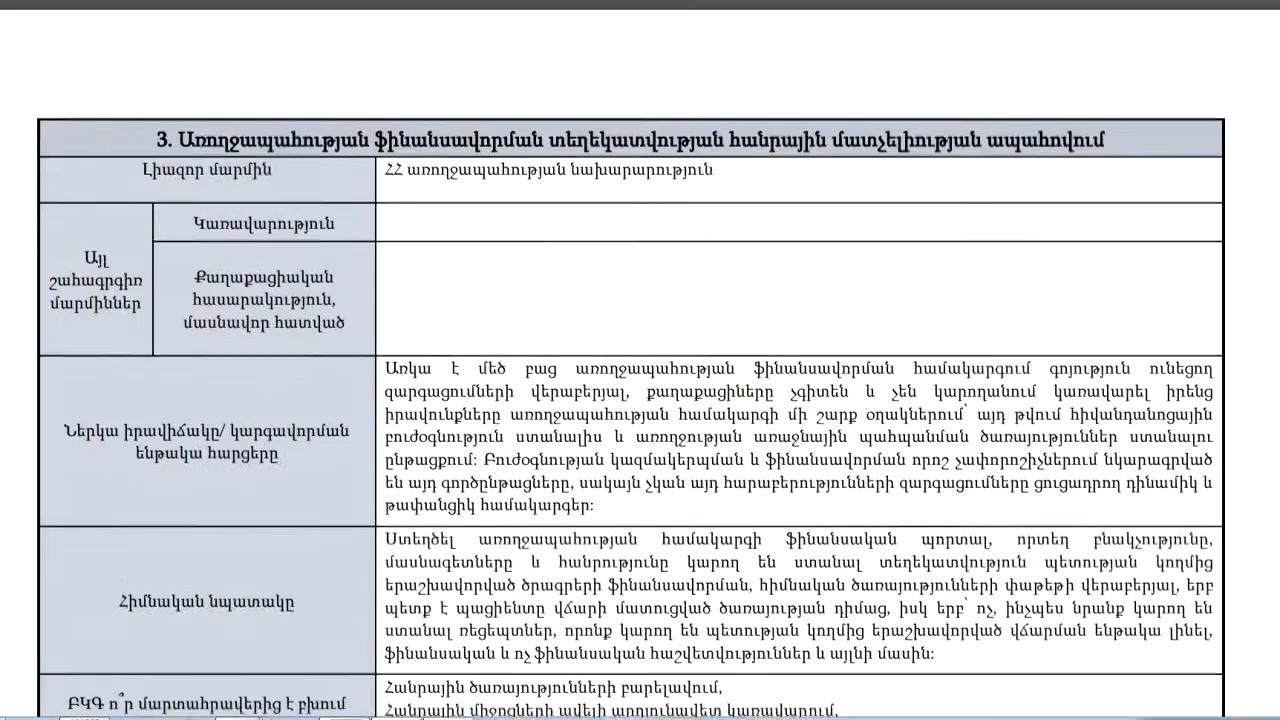 3. Առողջապահության ֆինանսավորման տեղեկատվության հանրային մատչելիության ապահովում
Լիազոր մարմին
ՀՀ առողջապահության նախարարություն
Այլ
շահագրգիռ
մարմիններ
Կառավարություն
Քաղաքացիական
հասարակություն,
մասնավոր հատված
Ներկա իրավիճակը/ կարգավորման
ենթակա հարցերը
Առկա է մեծ բաց առողջապահության ֆինանսավորման համակարգում գոյություն ունեցող
զարգացումների վերաբերյալ, քաղաքացիները չգիտեն և չեն կարողանում կառավարել իրենց
իրավունքները առողջապահության համակարգի մի շարք օղակներում՝ այդ թվում հիվանդանոցային
բուժօգնություն ստանալիս և առողջության առաջնային պահպանման ծառայություններ ստանալու
ընթացքում: Բուժօգնության կազմակերպման և ֆինանսավորման որոշ չափորոշիչներում նկարագրված
են այդ գործընթացները, սակայն չկան այդ հարաբերությունների զարգացումները ցուցադրող դինամիկ և
թափանցիկ համակարգեր:
Հիմնական նպատակը
Ստեղծել առողջապահության համակարգի ֆինանսական պորտալ, որտեղ բնակչությունը,
մասնագետները և հանրությունը կարող են ստանալ տեղեկատվություն պետության կողմից
երաշխավորված ծրագրերի ֆինանսավորման, հիմնական ծառայությունների փաթեթի վերաբերյալ, երբ
պետք է պացիենտը վճարի մատուցված ծառայության դիմաց, իսկ երբ՝ ոչ, ինչպես նրանք կարող են
ստանալ ռեցեպտներ, որոնք կարող են պետության կողմից երաշխավորված վճարման ենթակա լինել,
ֆինանսական և ոչ ֆինանսական հաշվետվություններ և այլնի մասին:
ԲԿԳ ո՞ր մարտահրավերից է բխում
Հանրային ծառայությունների բարելավում,
Հանրային միջոցների ավելի արդյունավետ կառավարում,